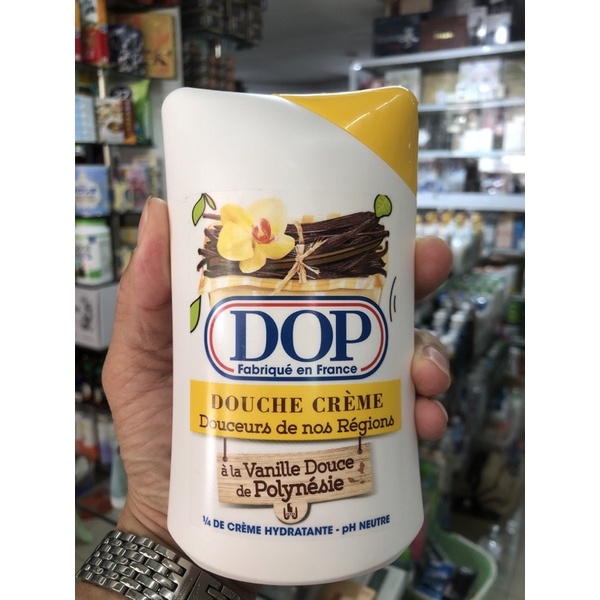 DOP
Fabriqué en France
DOUCHE CRÈME
Douceurs de nos Régions
à la Vanille Douce
de Polynésie
¼ DE CRÈME HYDRATANTE - pH NEUTRE